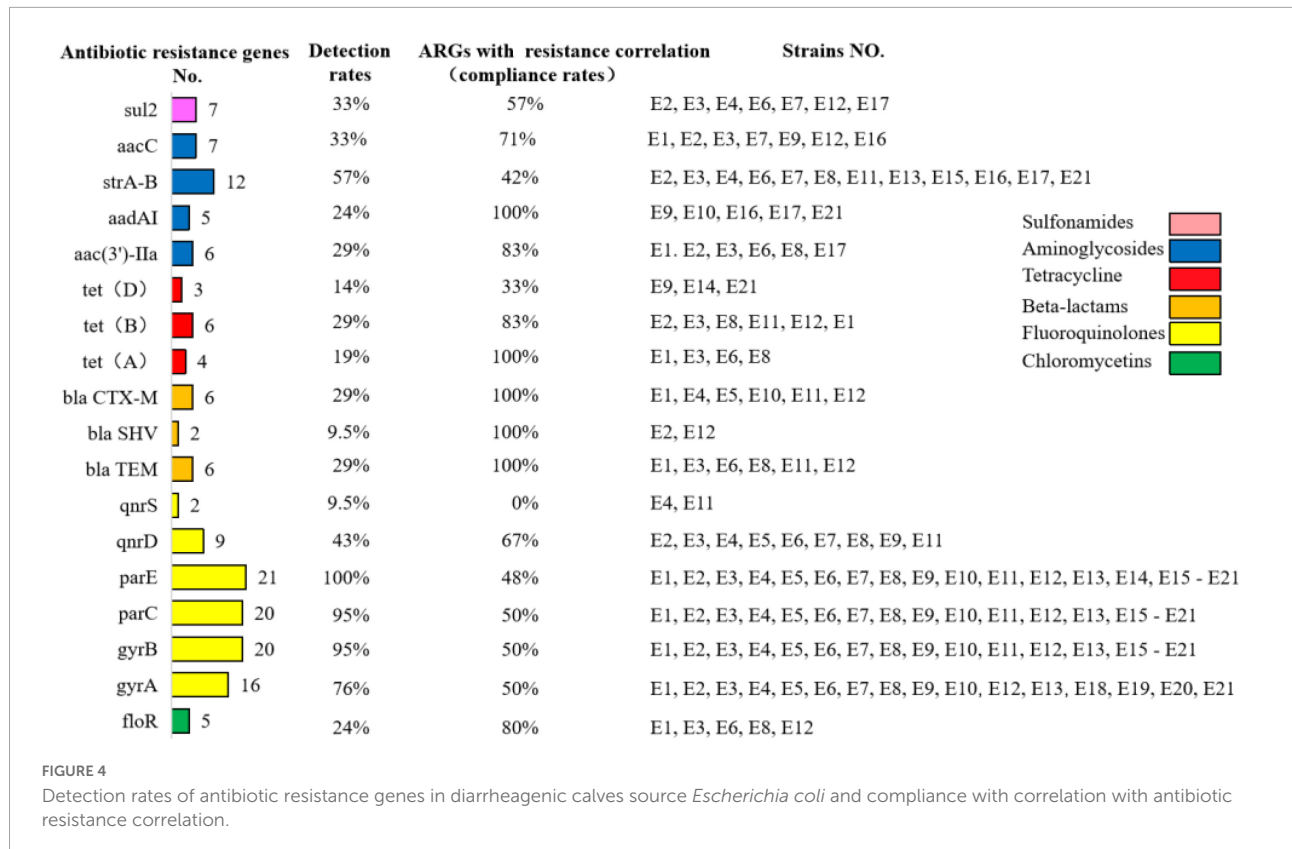 Antibiotic resistance genes Detection ARGs with resistance correlation Strains NO.
No. rates （compliance rates）
sul2 7 33% 57% E2, E3, E4, E6, E7, E12, E17
aacC 7 33% 71% E1, E2, E3, E7, E9, E12, E16
strA-B 12 57% 42% E2, E3, E4, E6, E7, E8, E11, E13, E15, E16, E17, E21
aadAI 5 24% 100% E9, E10, E16, E17, E21
aac(3')-IIa 6 29% 83% E1. E2, E3, E6, E8, E17
tet（D） 3 14% 33% E9, E14, E21
tet（B） 6 29% 83% E2, E3, E8, E11, E12, E1
tet（A） 4 19% 100% E1, E3, E6, E8
bla CTX-M 6 29% 100% E1, E4, E5, E10, E11, E12
bla SHV 2 9.5% 100% E2, E12
bla TEM 6 29% 100% E1, E3, E6, E8, E11, E12
qnrS 2 9.5% 0% E4, E11
qnrD 9 43% 67% E2, E3, E4, E5, E6, E7, E8, E9, E11
parE 21 100% 48% E1, E2, E3, E4, E5, E6, E7, E8, E9, E10, E11, E12, E13, E14, E15 - E21
parC 20 95% 50% E1, E2, E3, E4, E5, E6, E7, E8, E9, E10, E11, E12, E13, E15 - E21
gyrB 20 95% 50% E1, E2, E3, E4, E5, E6, E7, E8, E9, E10, E11, E12, E13, E15 - E21
gyrA 16 76% 50% E1, E2, E3, E4, E5, E6, E7, E8, E9, E10, E12, E13, E18, E19, E20, E21
floR 5 24% 80% E1, E3, E6, E8, E12
Sulfonamides
Aminoglycosides
Tetracycline
Beta-lactams
Fluoroquinolones
Chloromycetins
FIGURE 4
Detection rates of antibiotic resistance genes in diarrheagenic calves source Escherichia coli and compliance with correlation with antibiotic
resistance correlation.